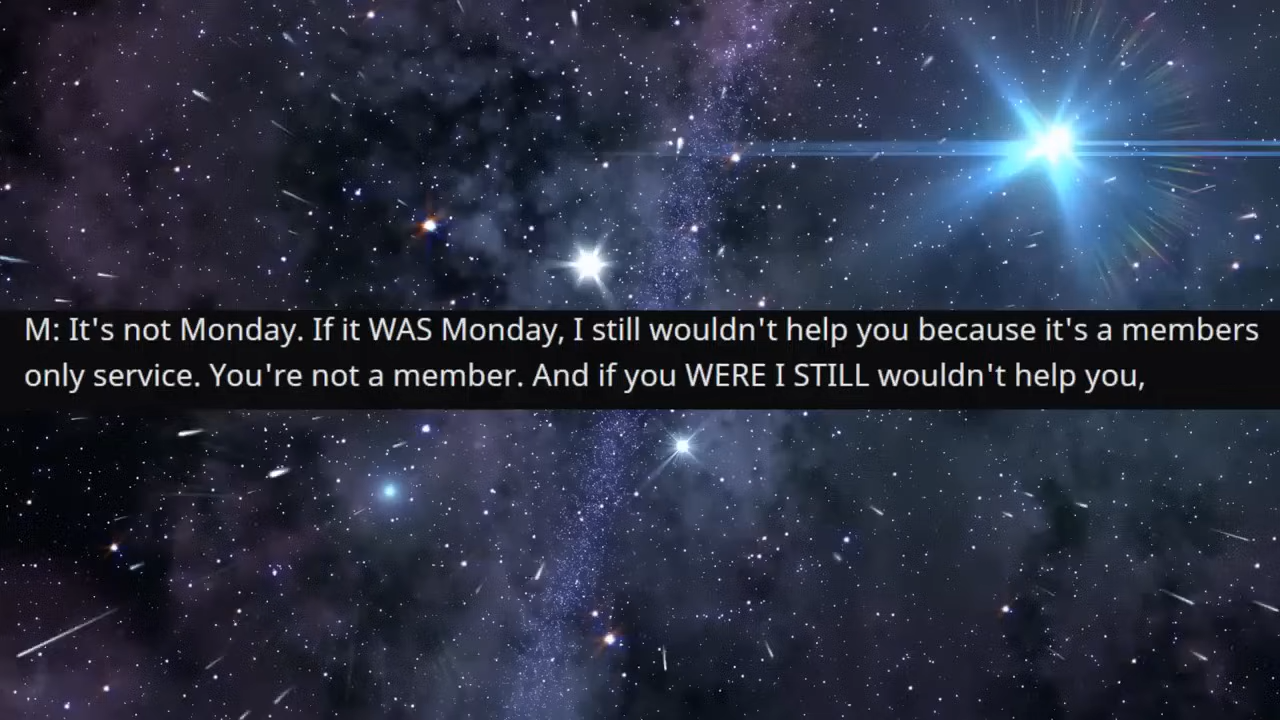 M: It's not Monday. If it WAS Monday, I still wouldn't help you because it's a members
only service. You're not a member. And if you WERE I STILL wouldn't help you,